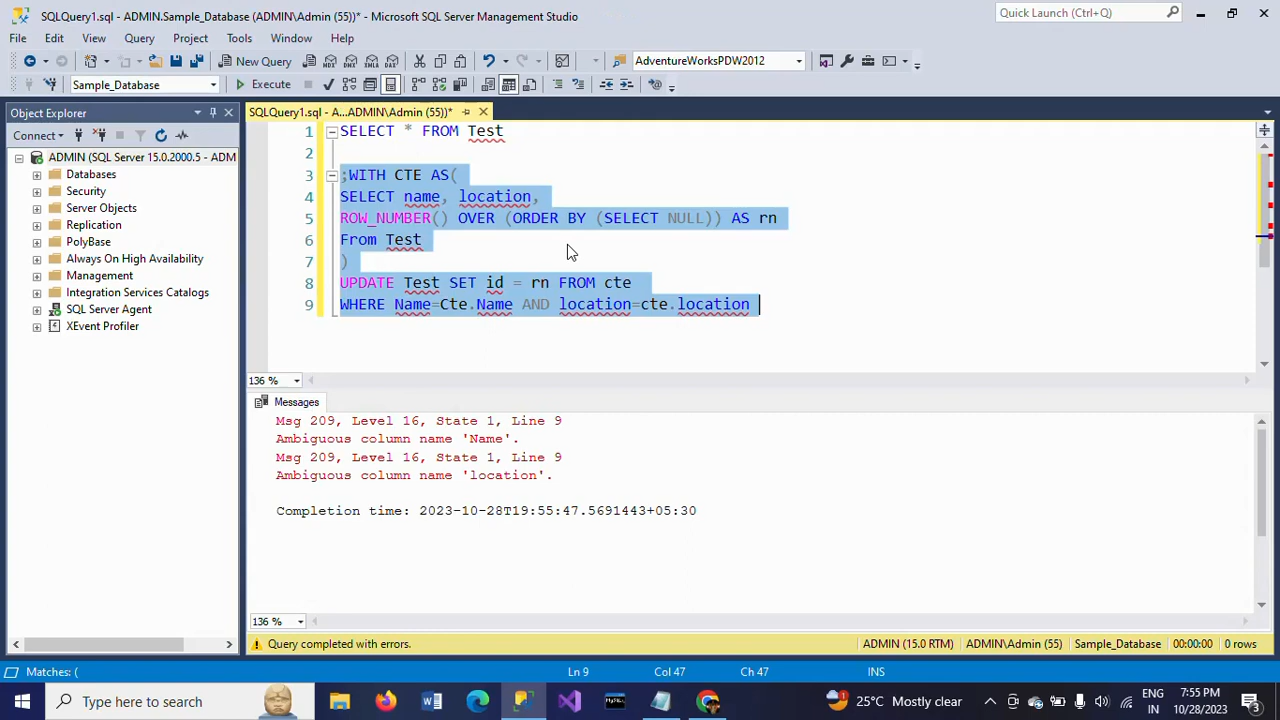 SQLQuery1.sql - ADMIN.Sample_Database (ADMIN\Admin (55))* - Microsoft SQL Server Management Studio
Quick Launch (Ctrl+Q)
File Edit View Query Project Tools Window Help
New Query AdventureWorksPDW2012
Sample_Database Execute
Object Explorer
SQLQuery1.sql - A...ADMIN\Admin (55))*
Connect
ADMIN (SQL Server 15.0.2000.5 - ADM
Databases
Security
Server Objects
Replication
PolyBase
Always On High Availability
Management
Integration Services Catalogs
SQL Server Agent
XEvent Profiler
1 SELECT * FROM Test
2
3 ;WITH CTE AS(
4 SELECT name, location,
5 ROW_NUMBER() OVER (ORDER BY (SELECT NULL)) AS rn
6 From Test
7 )
8 UPDATE Test SET id = rn FROM cte
9 WHERE Name=Cte.Name AND location=cte.location
136 %
Messages
Msg 209, Level 16, State 1, Line 9
Ambiguous column name 'Name'.
Msg 209, Level 16, State 1, Line 9
Ambiguous column name 'location'.
Completion time: 2023-10-28T19:55:47.5691443+05:30
136 %
Query completed with errors. ADMIN (15.0 RTM) ADMIN\Admin (55) Sample_Database 00:00:00 0 rows
Matches: ( Ln 9 Col 47 Ch 47 INS
Type here to search 25°C Mostly clear ENG IN 7:55 PM 10/28/2023 3